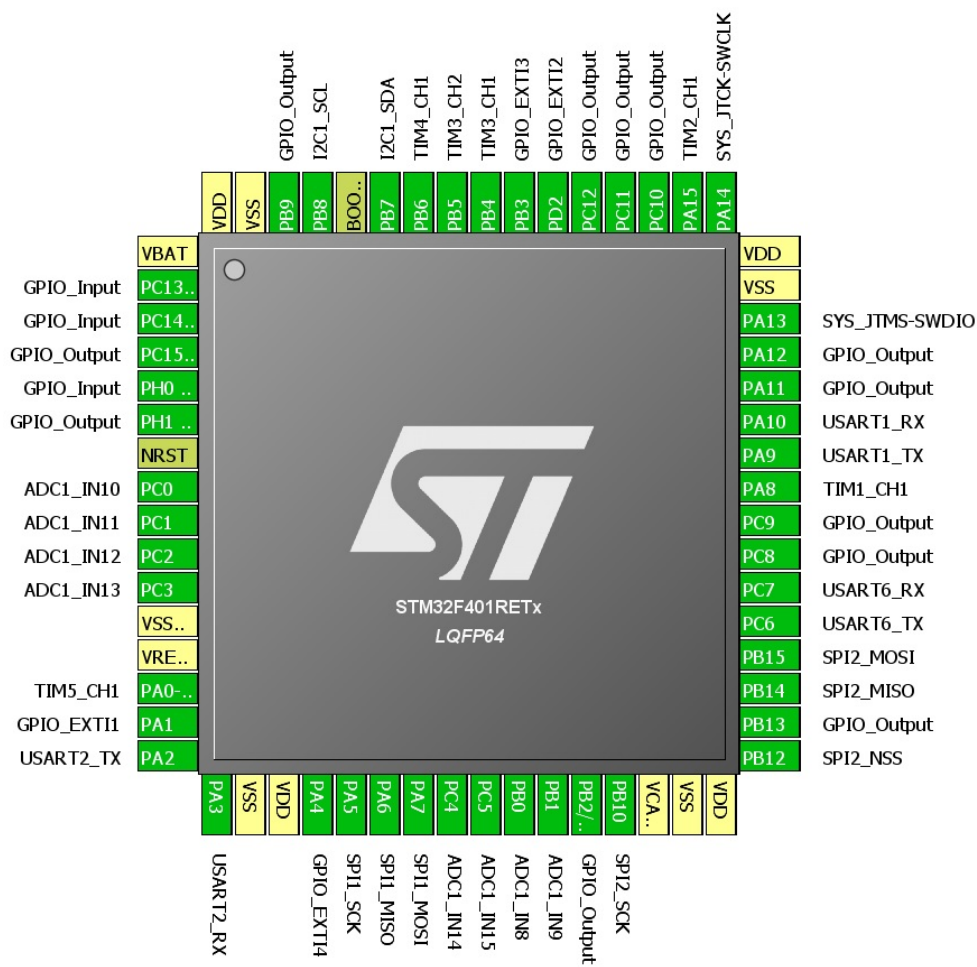 GPIO_Output
I2C1_SCL
I2C1_SDA
TIM4_CH1
TIM3_CH2
TIM3_CH1
GPIO_EXTI3
GPIO_EXTI2
GPIO_Output
GPIO_Output
GPIO_Output
TIM2_CH1
SYS_JTCK-SWCLK
VDD
VSS
PB9
PB8
BOO..
PB7
PB6
PB5
PB4
PB3
PD2
PC12
PC11
PC10
PA15
PA14
VBAT
GPIO_Input PC13..
GPIO_Input PC14..
GPIO_Output PC15..
GPIO_Input PH0 ..
GPIO_Output PH1 ..
NRST
ADC1_IN10 PC0
ADC1_IN11 PC1
ADC1_IN12 PC2
ADC1_IN13 PC3
VSS..
VRE..
TIM5_CH1 PA0-..
GPIO_EXTI1 PA1
USART2_TX PA2
ST
STM32F401RETx
LQFP64
VDD
VSS
PA13 SYS_JTMS-SWDIO
PA12 GPIO_Output
PA11 GPIO_Output
PA10 USART1_RX
PA9 USART1_TX
PA8 TIM1_CH1
PC9 GPIO_Output
PC8 GPIO_Output
PC7 USART6_RX
PC6 USART6_TX
PB15 SPI2_MOSI
PB14 SPI2_MISO
PB13 GPIO_Output
PB12 SPI2_NSS
PA3
VSS
VDD
PA4
PA5
PA6
PA7
PC4
PC5
PB0
PB1
PB2/..
PB10
VCA..
VSS
VDD
USART2_RX
GPIO_EXTI4
SPI1_SCK
SPI1_MISO
SPI1_MOSI
ADC1_IN14
ADC1_IN15
ADC1_IN8
ADC1_IN9
GPIO_Output
SPI2_SCK